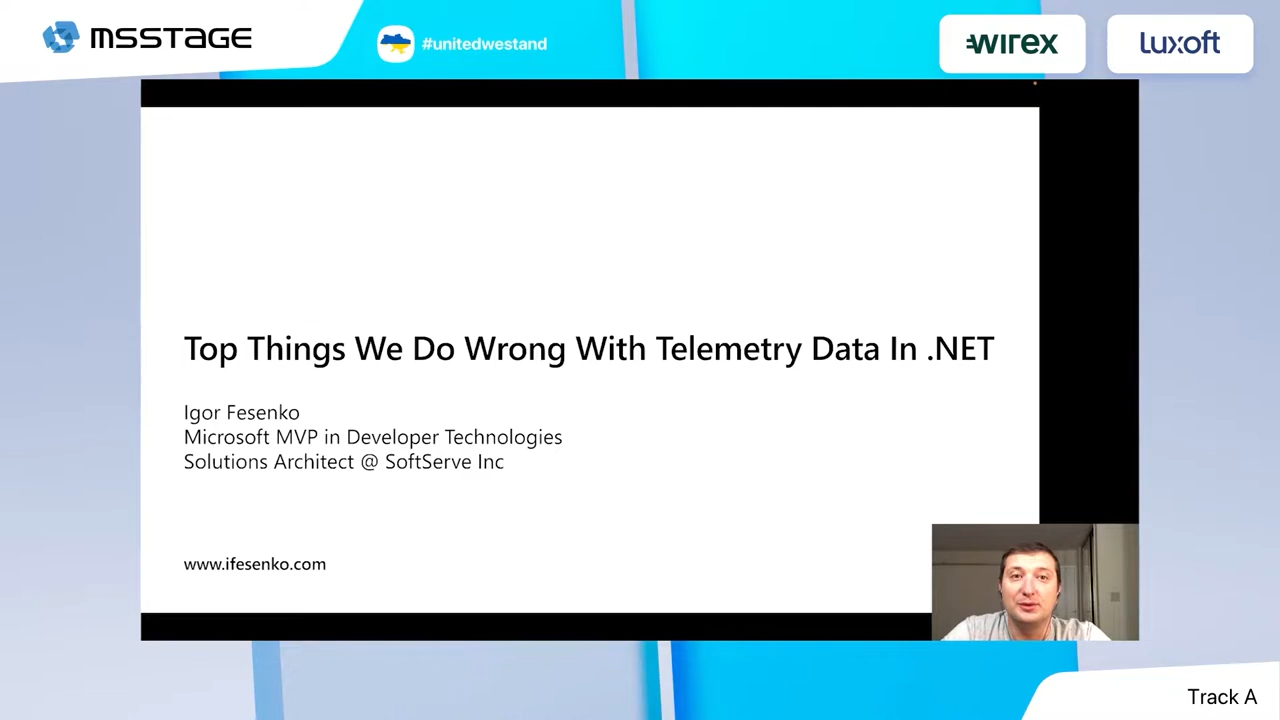 MSSTAGE
#unitedwestand
wirex
luxoft
Top Things We Do Wrong With Telemetry Data In .NET
Igor Fesenko
Microsoft MVP in Developer Technologies
Solutions Architect @ SoftServe Inc
www.ifesenko.com
Track A